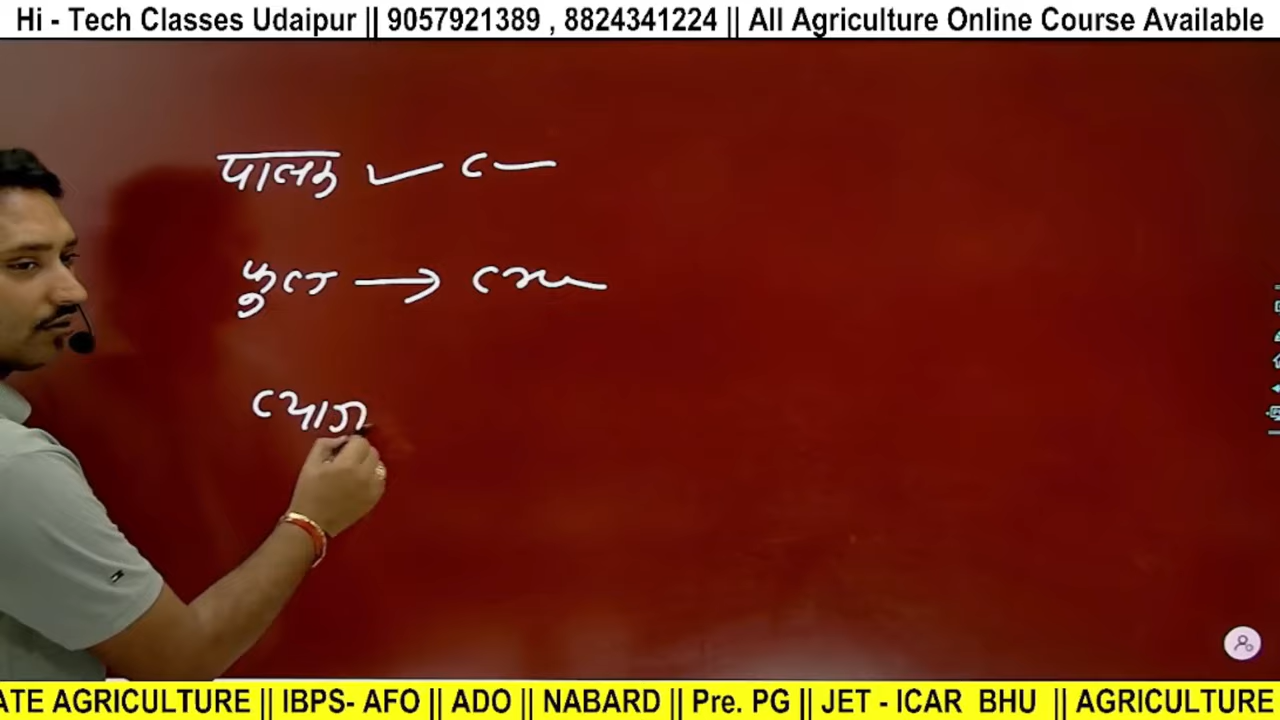 Hi - Tech Classes Udaipur || 9057921389 , 8824341224 || All Agriculture Online Course Available
पालक
ATE AGRICULTURE || IBPS- AFO || ADO || NABARD || Pre. PG || JET - ICAR BHU || AGRICULTURE